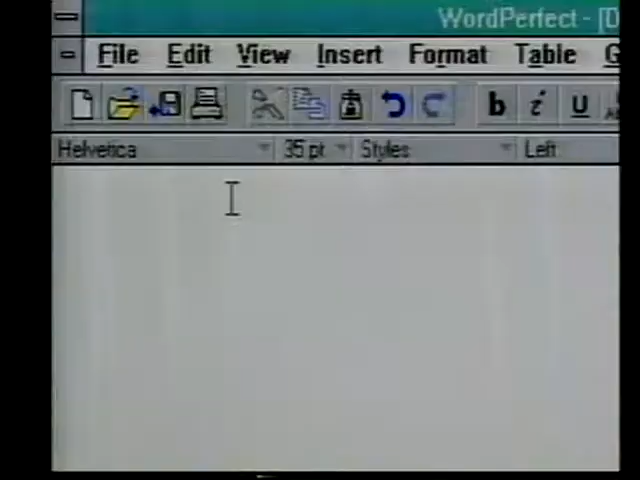 WordPerfect - [D
File Edit View Insert Format Table G
b i U
Helvetica 35 pt Styles Left